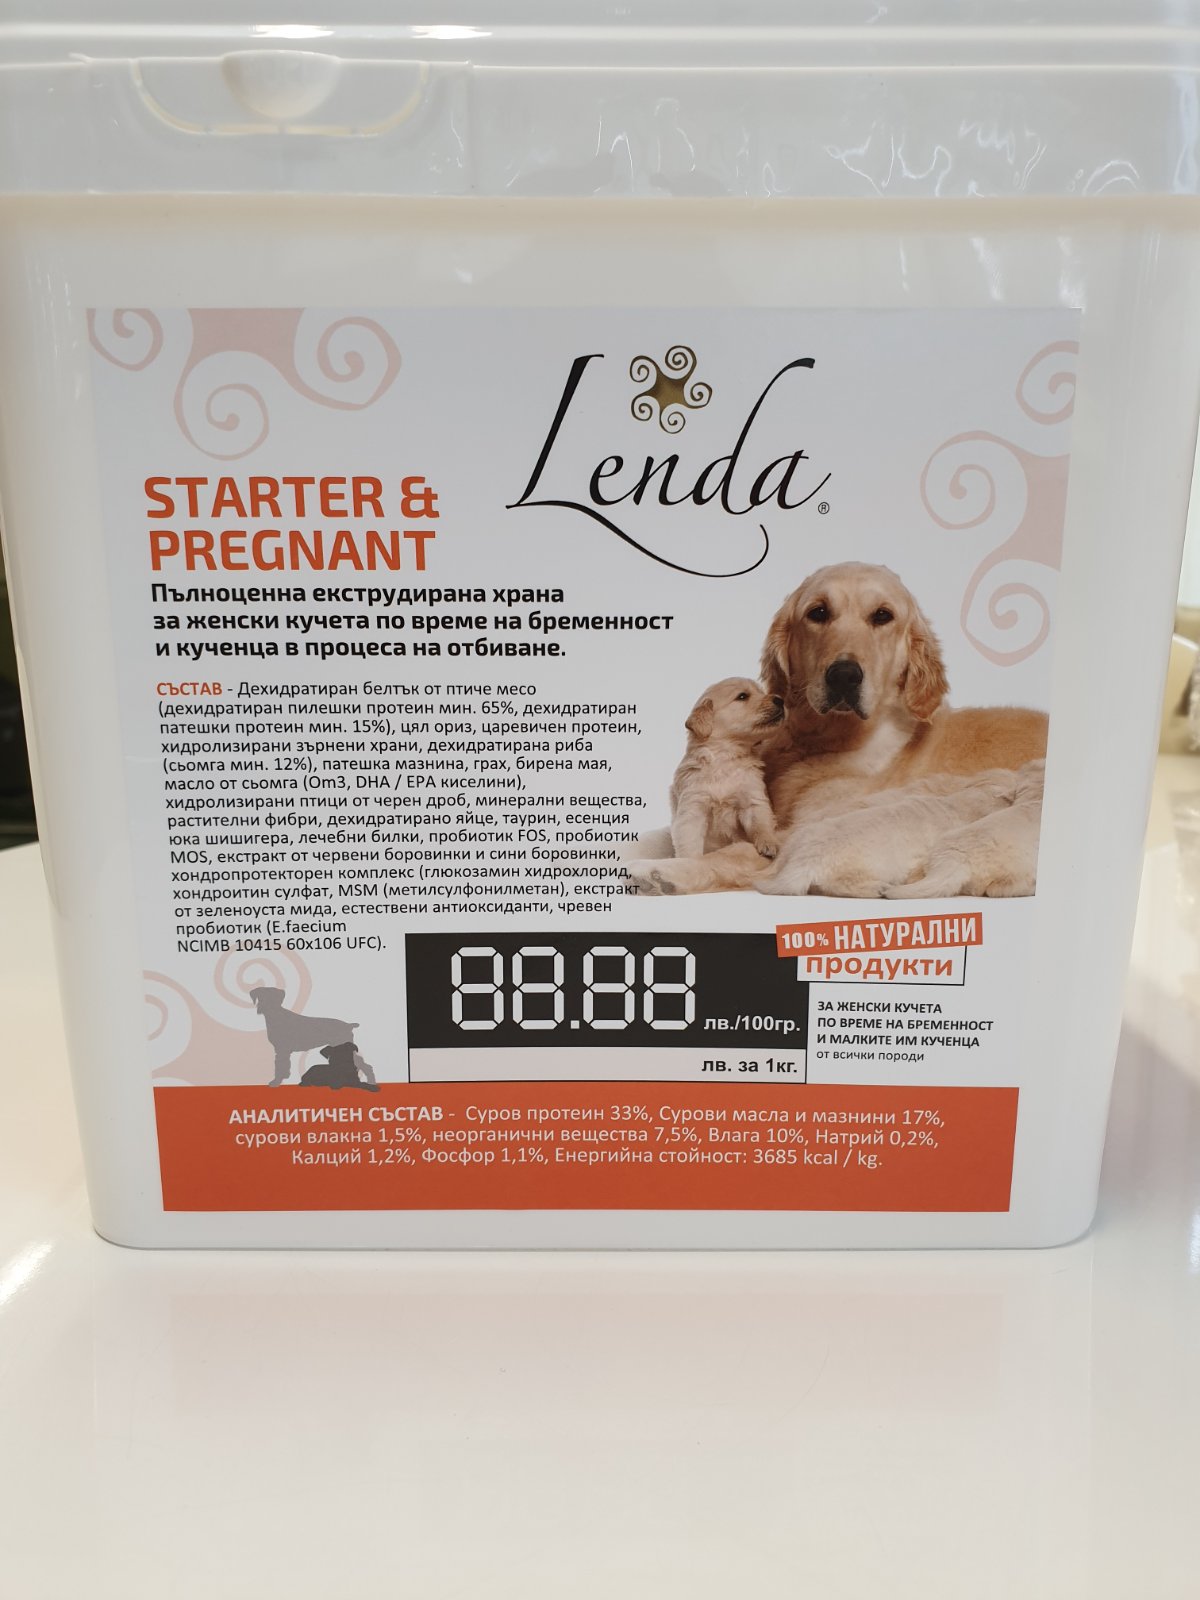 Lenda®
STARTER &
PREGNANT
Пълноценна екструдирана храна
за женски кучета по време на бременност
и кученца в процеса на отбиване.
СЪСТАВ - Дехидратиран белтък от птиче месо
(дехидратиран пилешки протеин мин. 65%, дехидратиран
патешки протеин мин. 15%), цял ориз, царевичен протеин,
хидролизирани зърнени храни, дехидратирана риба
(сьомга мин. 12%), патешка мазнина, грах, бирена мая,
масло от сьомга (Om3, DHA / EPA киселини),
хидролизирани птици от черен дроб, минерални вещества,
растителни фибри, дехидратирано яйце, таурин, есенция
юка шишигера, лечебни билки, пробиотик FOS, пробиотик
MOS, екстракт от червени боровинки и сини боровинки,
хондропротекторен комплекс (глюкозамин хидрохлорид,
хондроитин сулфат, MSM (метилсулфонилметан), екстракт
от зеленоуста мида, естествени антиоксиданти, чревен
пробиотик (E.faecium
NCIMB 10415 60x106 UFC).
100% НАТУРАЛНИ
продукти
88.88 лв./100гр.
лв. за 1кг.
ЗА ЖЕНСКИ КУЧЕТА
ПО ВРЕМЕ НА БРЕМЕННОСТ
И МАЛКИТЕ ИМ КУЧЕНЦА
от всички породи
АНАЛИТИЧЕН СЪСТАВ - Суров протеин 33%, Сурови масла и мазнини 17%,
сурови влакна 1,5%, неорганични вещества 7,5%, Влага 10%, Натрий 0,2%,
Калций 1,2%, Фосфор 1,1%, Енергийна стойност: 3685 kcal / kg.